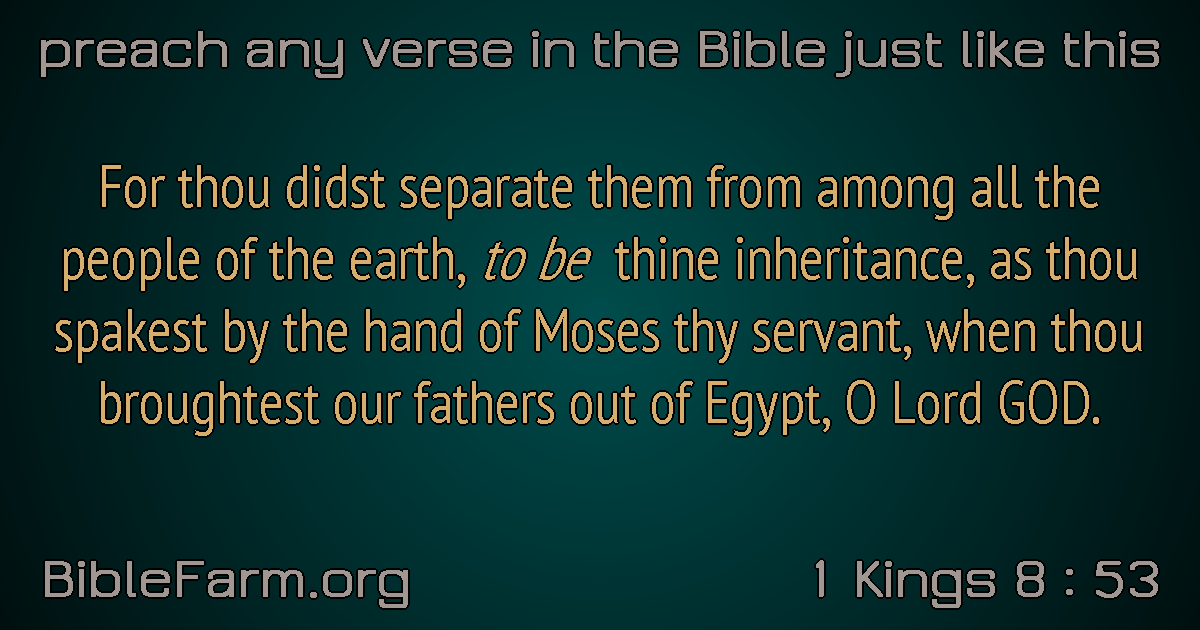 preach any verse in the Bible just like this
For thou didst separate them from among all the
people of the earth, to be thine inheritance, as thou
spakest by the hand of Moses thy servant, when thou
broughtest our fathers out of Egypt, O Lord GOD.
BibleFarm.org
1 Kings 8 : 53